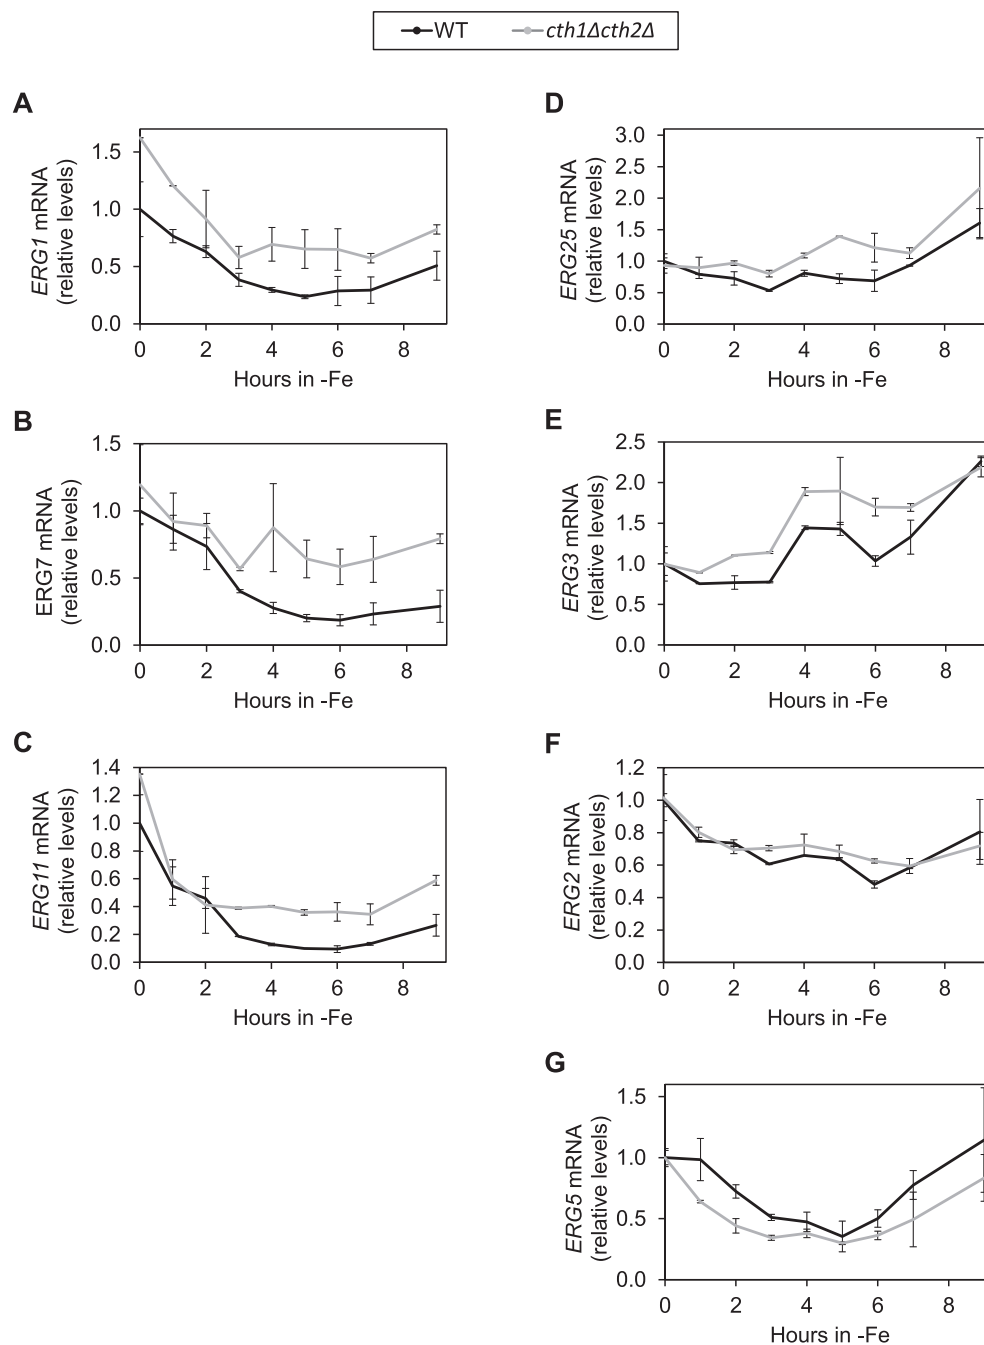 WT cth1Δcth2Δ
A
ERG1 mRNA
(relative levels)
1.5
1.0
0.5
0.0
0 2 4 6 8
Hours in -Fe
B
ERG7 mRNA
(relative levels)
1.5
1.0
0.5
0.0
0 2 4 6 8
Hours in -Fe
C
ERG11 mRNA
(relative levels)
1.4
1.2
1.0
0.8
0.6
0.4
0.2
0.0
0 2 4 6 8
Hours in -Fe
D
ERG25 mRNA
(relative levels)
3.0
2.5
2.0
1.5
1.0
0.5
0.0
0 2 4 6 8
Hours in -Fe
E
ERG3 mRNA
(relative levels)
2.5
2.0
1.5
1.0
0.5
0.0
0 2 4 6 8
Hours in -Fe
F
ERG2 mRNA
(relative levels)
1.2
1.0
0.8
0.6
0.4
0.2
0.0
0 2 4 6 8
Hours in -Fe
G
ERG5 mRNA
(relative levels)
1.5
1.0
0.5
0.0
0 2 4 6 8
Hours in -Fe